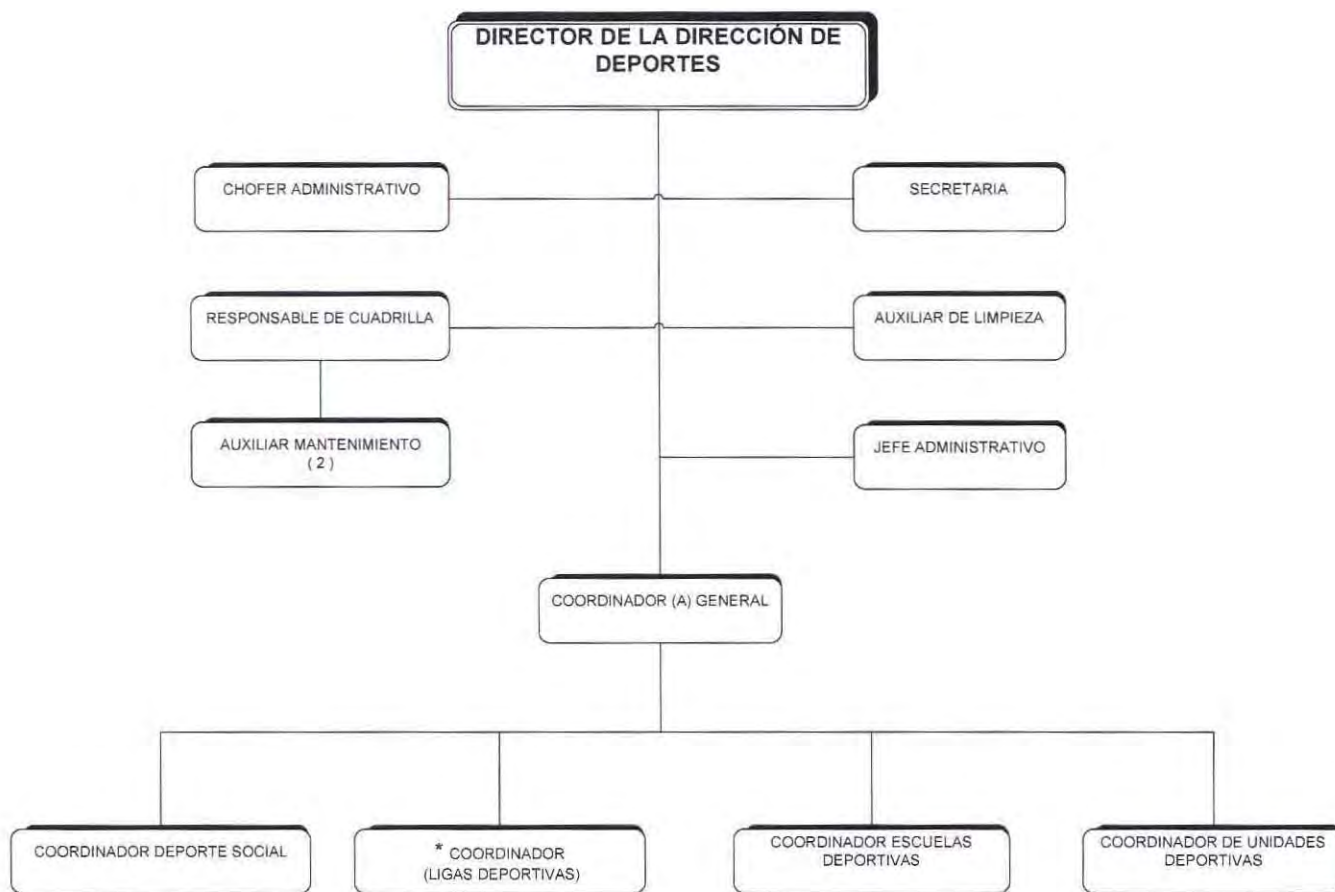 DIRECTOR DE LA DIRECCIÓN DE
DEPORTES
CHOFER ADMINISTRATIVO
SECRETARIA
RESPONSABLE DE CUADRILLA
AUXILIAR DE LIMPIEZA
AUXILIAR MANTENIMIENTO
( 2 )
JEFE ADMINISTRATIVO
COORDINADOR (A) GENERAL
COORDINADOR DEPORTE SOCIAL
* COORDINADOR
(LIGAS DEPORTIVAS)
COORDINADOR ESCUELAS
DEPORTIVAS
COORDINADOR DE UNIDADES
DEPORTIVAS